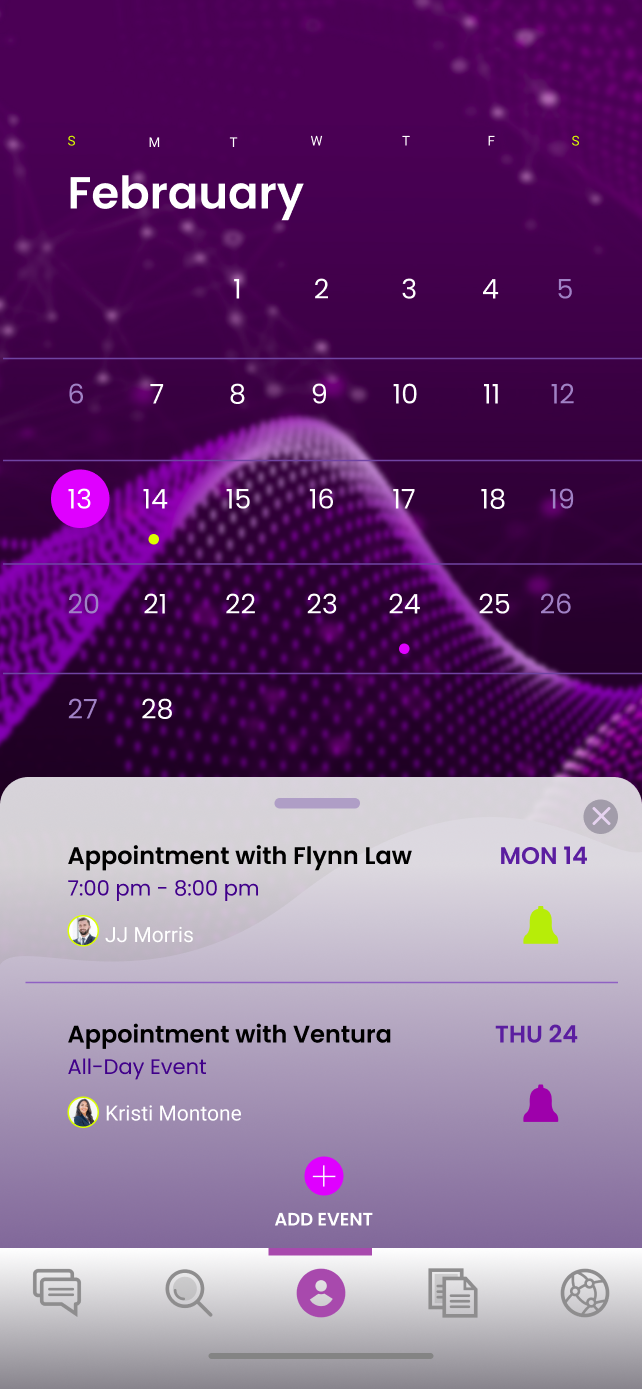 S M T W T F S
Febrauary
1 2 3 4 5
6 7 8 9 10 11 12
13 14 15 16 17 18 19
20 21 22 23 24 25 26
27 28
Appointment with Flynn Law MON 14
7:00 pm - 8:00 pm
JJ Morris
Appointment with Ventura THU 24
All-Day Event
Kristi Montone
ADD EVENT